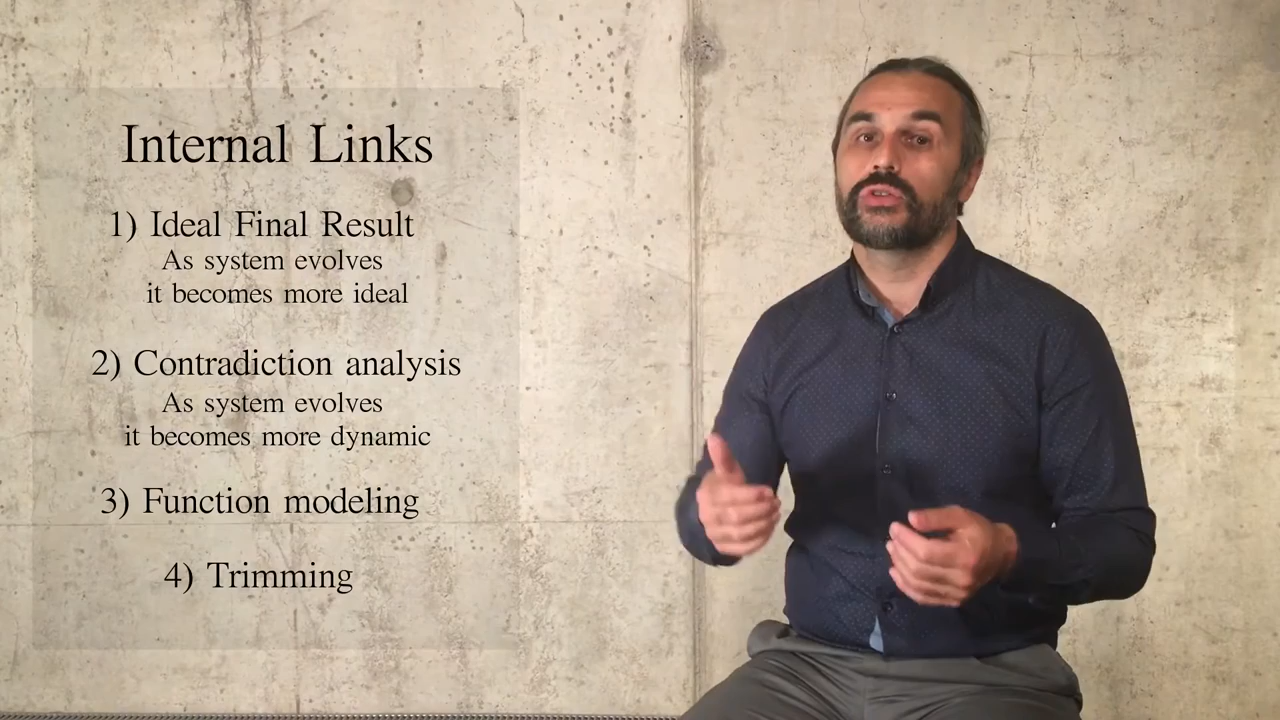 Internal Links
1) Ideal Final Result
As system evolves
it becomes more ideal
2) Contradiction analysis
As system evolves
it becomes more dynamic
3) Function modeling
4) Trimming